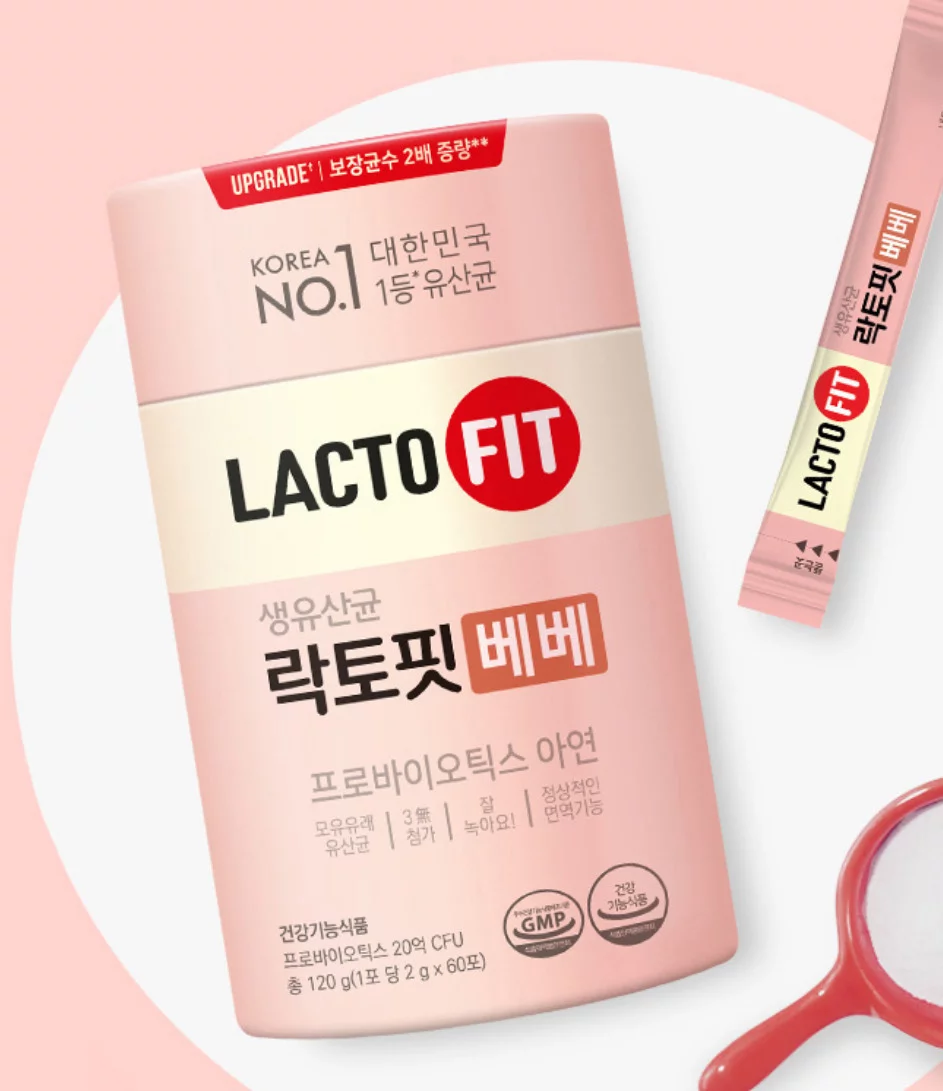 UPGRADE† | 보장균수 2배 증량**
KOREA
NO.1
대한민국
1등*유산균
LACTO FIT
생유산균
락토핏 베베
프로바이오틱스 아연
모유유래
유산균
3無
첨가
잘
녹아요!
정상적인
면역기능
건강기능식품
프로바이오틱스 20억 CFU
총 120 g(1포 당 2 g x 60포)
GMP
건강
기능식품
LACTO FIT
생유산균
락토핏 베베
뜯는곳